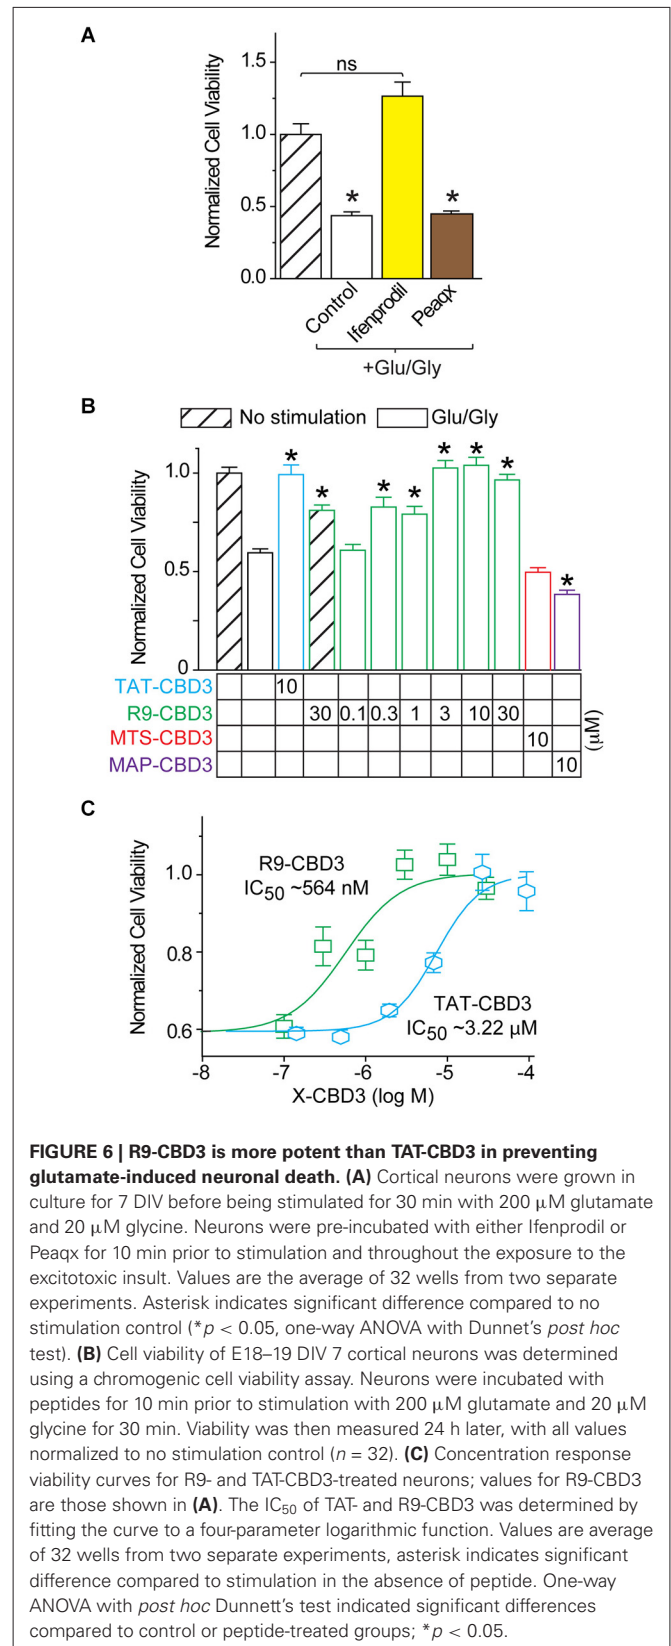 A
Normalized Cell Viability
1.5
1.0
0.5
0.0
ns
*
*
Control
Ifenprodil
Peaqx
+Glu/Gly
B
No stimulation
Glu/Gly
Normalized Cell Viability
1.0
0.5
0
*
*
*
*
*
*
*
*
TAT-CBD3 10
R9-CBD3 30 0.1 0.3 1 3 10 30
MTS-CBD3 10
MAP-CBD3 10
(μM)
C
Normalized Cell Viability
1.0
0.8
0.6
R9-CBD3
IC50 ~564 nM
TAT-CBD3
IC50 ~3.22 μM
-8 -7 -6 -5 -4
X-CBD3 (log M)
FIGURE 6 | R9-CBD3 is more potent than TAT-CBD3 in preventing
glutamate-induced neuronal death. (A) Cortical neurons were grown in
culture for 7 DIV before being stimulated for 30 min with 200 μM glutamate
and 20 μM glycine. Neurons were pre-incubated with either Ifenprodil or
Peaqx for 10 min prior to stimulation and throughout the exposure to the
excitotoxic insult. Values are the average of 32 wells from two separate
experiments. Asterisk indicates significant difference compared to no
stimulation control (*p < 0.05, one-way ANOVA with Dunnet's post hoc
test). (B) Cell viability of E18–19 DIV 7 cortical neurons was determined
using a chromogenic cell viability assay. Neurons were incubated with
peptides for 10 min prior to stimulation with 200 μM glutamate and 20 μM
glycine for 30 min. Viability was then measured 24 h later, with all values
normalized to no stimulation control (n = 32). (C) Concentration response
viability curves for R9- and TAT-CBD3-treated neurons; values for R9-CBD3
are those shown in (A). The IC50 of TAT- and R9-CBD3 was determined by
fitting the curve to a four-parameter logarithmic function. Values are average
of 32 wells from two separate experiments, asterisk indicates significant
difference compared to stimulation in the absence of peptide. One-way
ANOVA with post hoc Dunnett's test indicated significant differences
compared to control or peptide-treated groups; *p < 0.05.